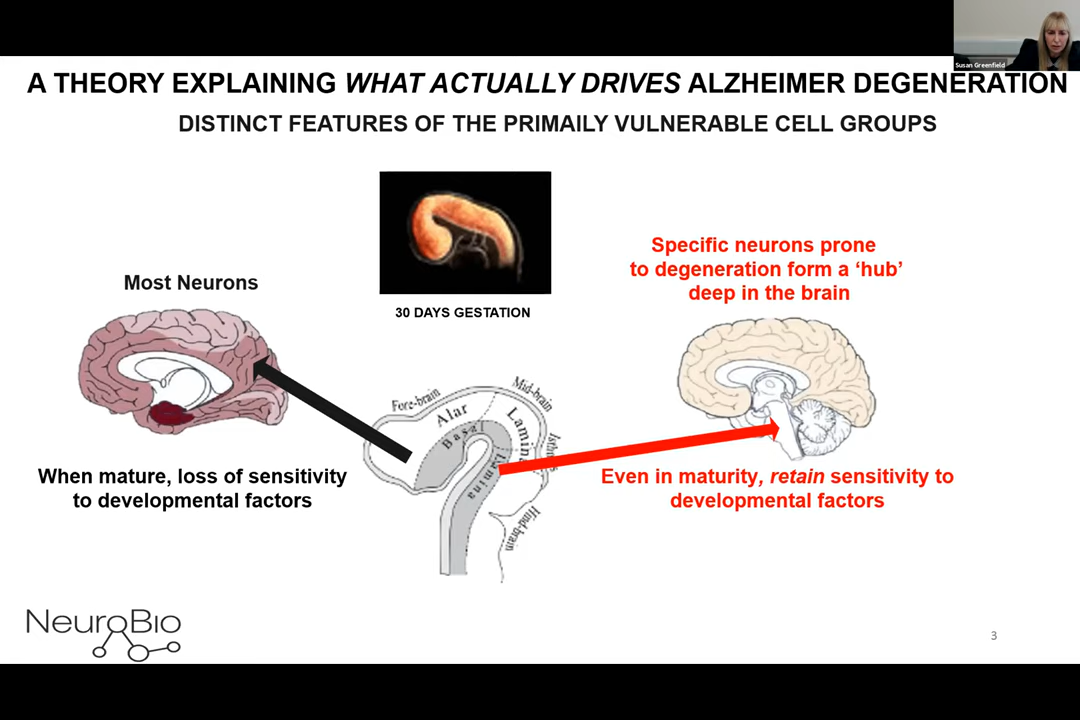 Susan Greenfield
A THEORY EXPLAINING WHAT ACTUALLY DRIVES ALZHEIMER DEGENERATION
DISTINCT FEATURES OF THE PRIMAILY VULNERABLE CELL GROUPS
30 DAYS GESTATION
Most Neurons
When mature, loss of sensitivity
to developmental factors
Fore-brain
Mid-brain
Alar
Lamina
Basal
Lamina
Isthmus
Hind-brain
Specific neurons prone
to degeneration form a ‘hub’
deep in the brain
Even in maturity, retain sensitivity to
developmental factors
NEUROBIO
3